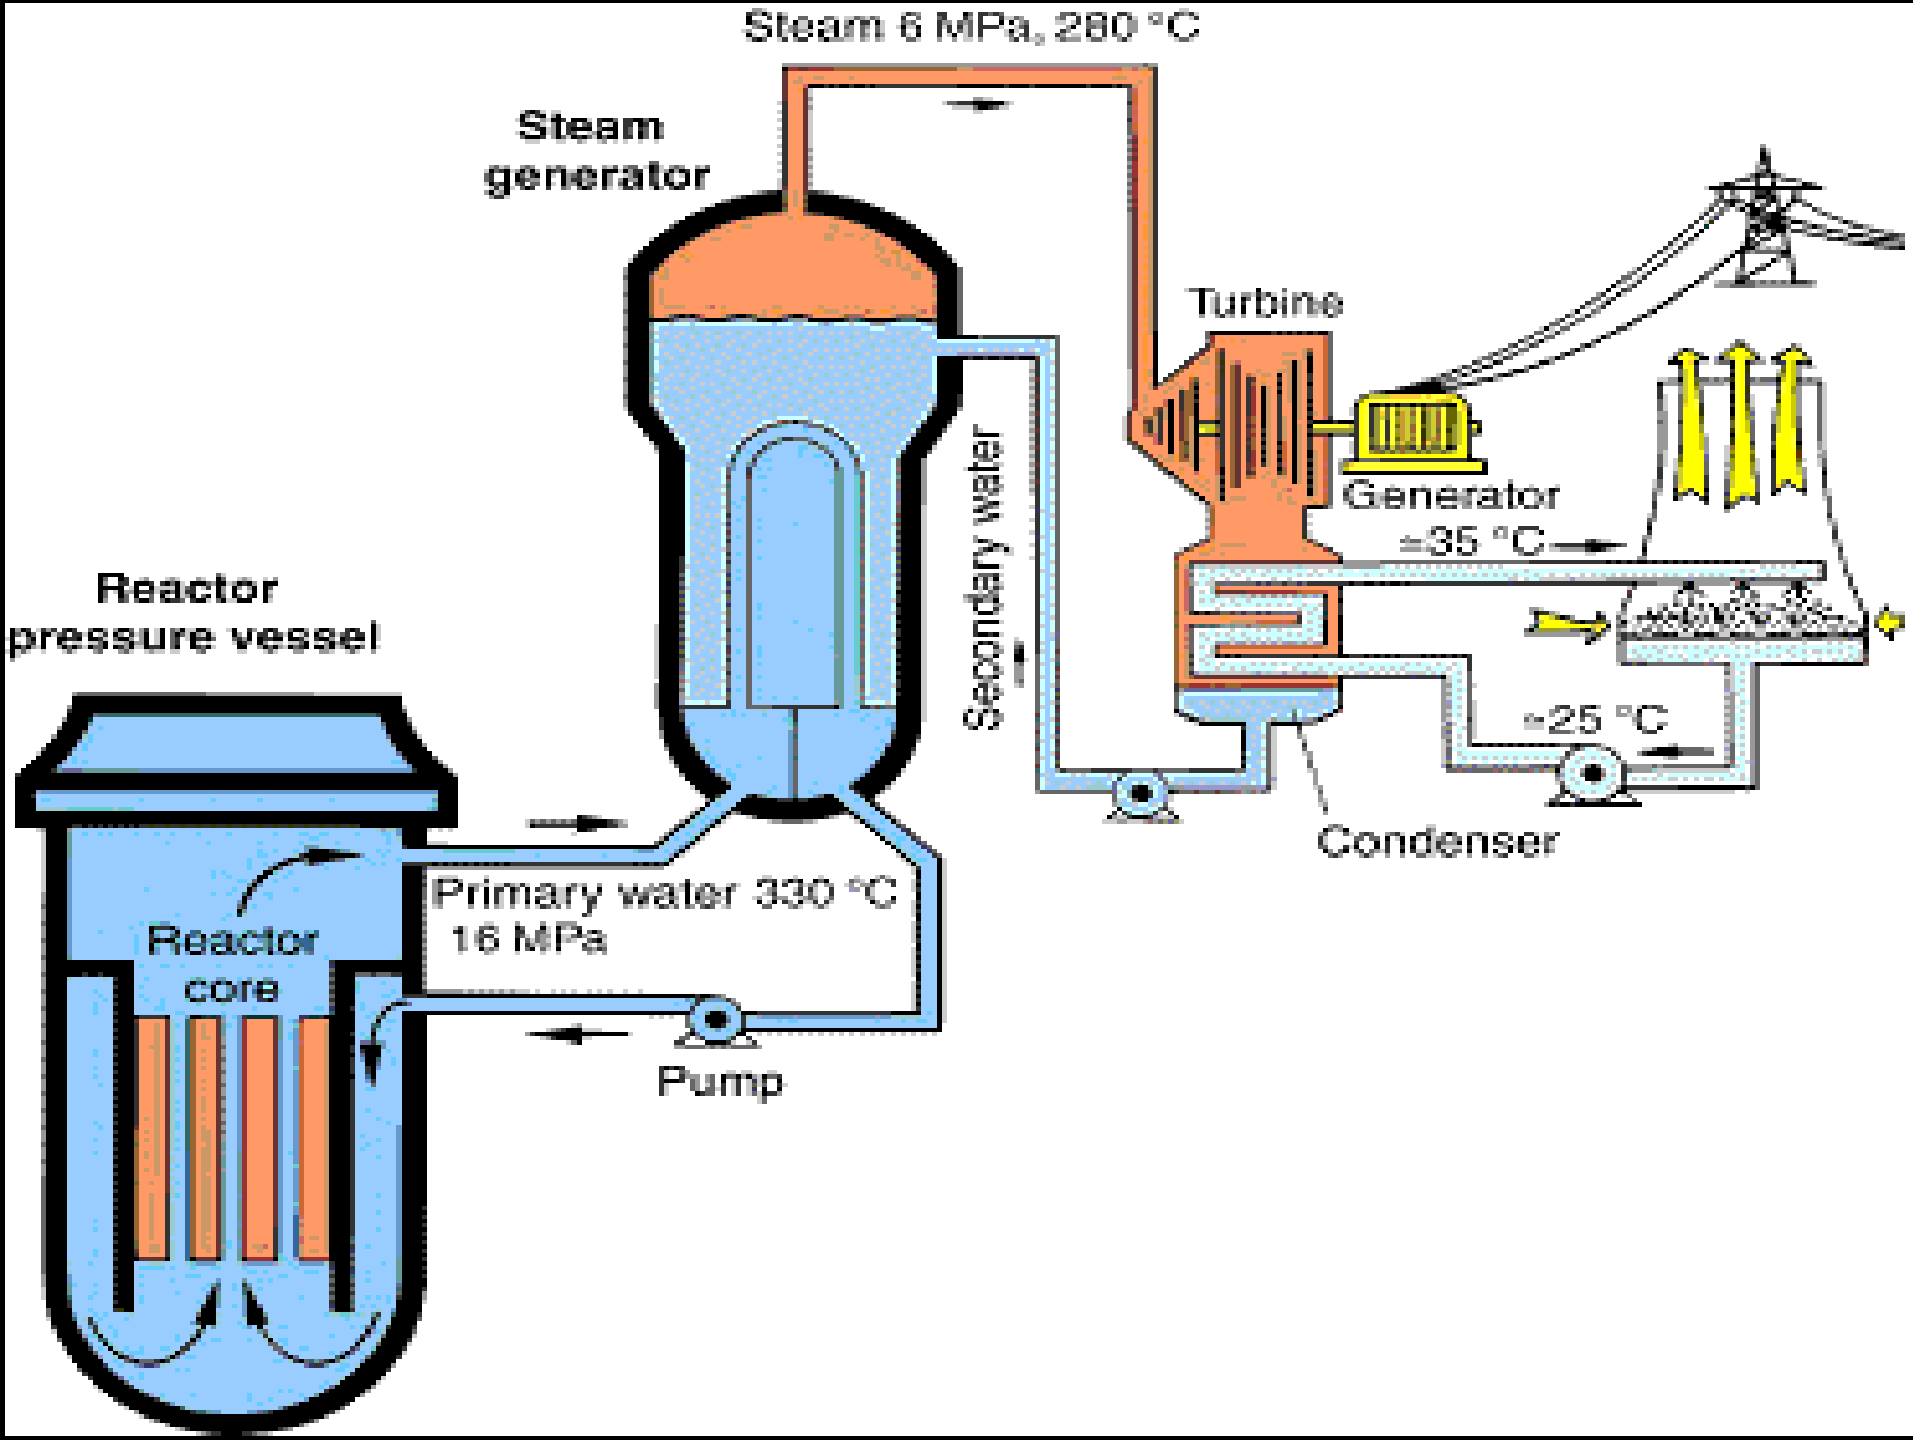 Steam 6 MPa, 280 °C
Steam
generator
Turbine
Generator
≃35 °C
Secondary water
Reactor
pressure vessel
≃25 °C
Condenser
Primary water 330 °C
16 MPa
Reactor
core
Pump